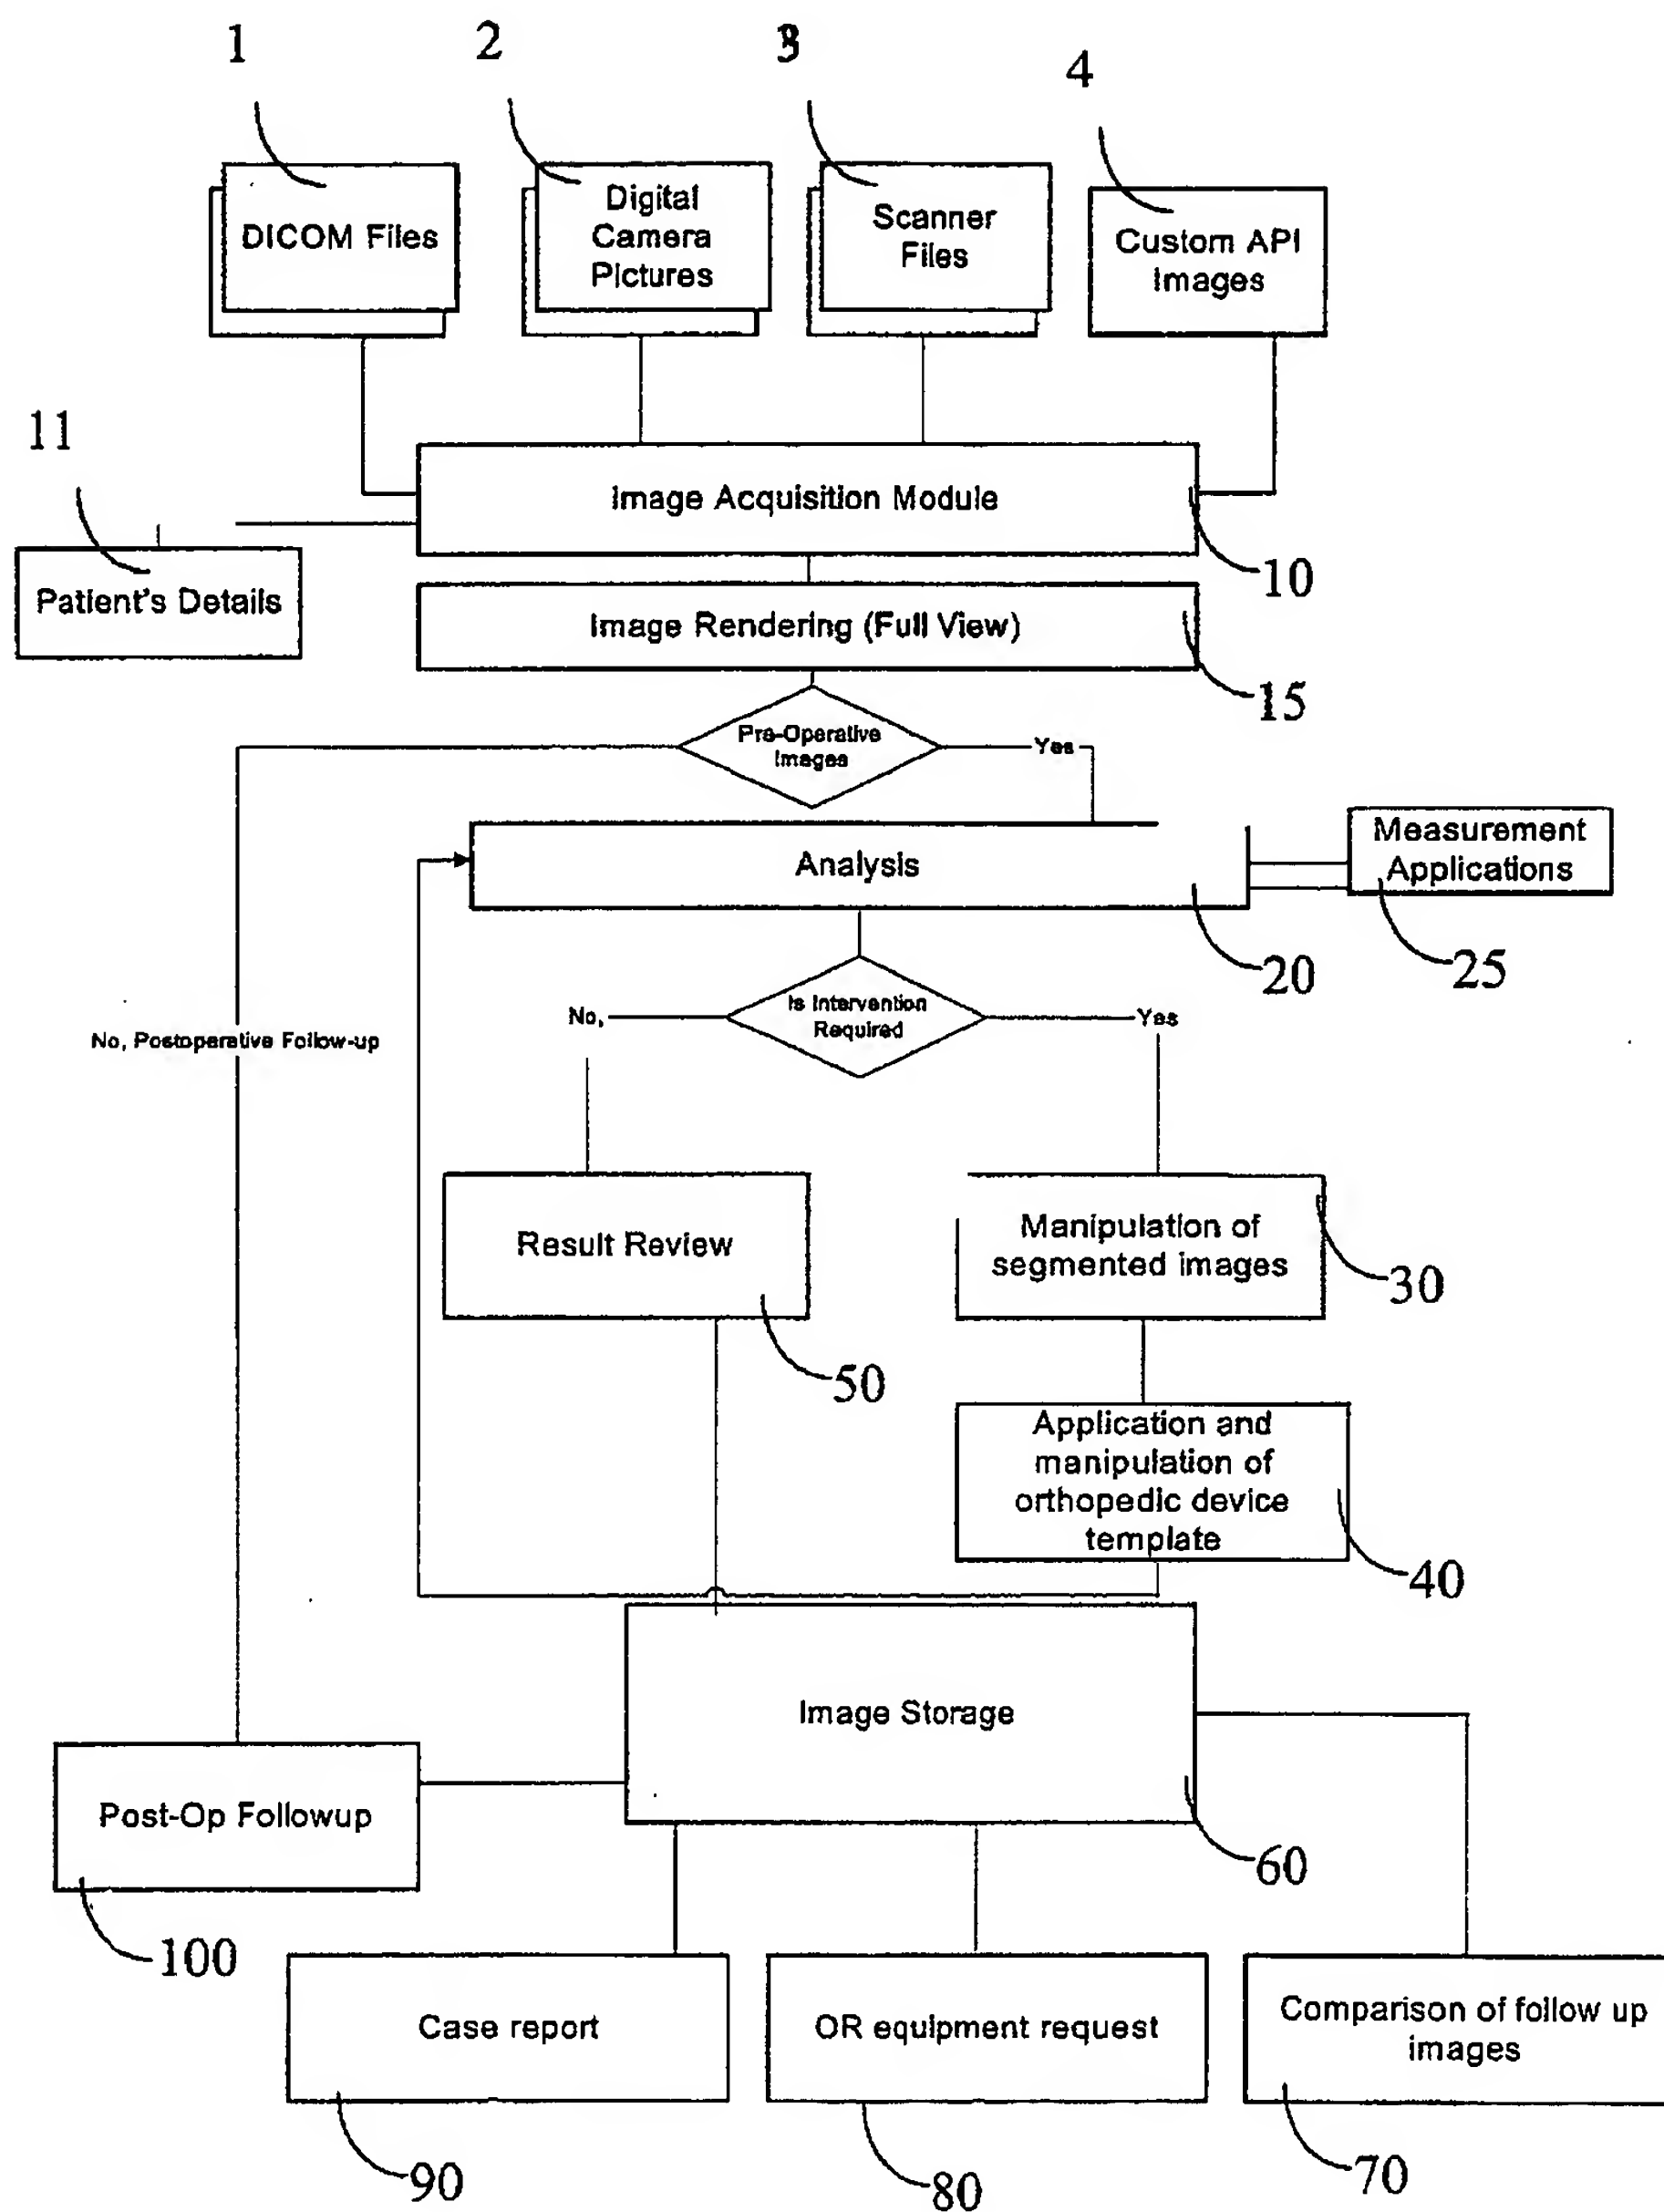 1
2
3
4
DICOM Files
Digital
Camera
Pictures
Scanner
Files
Custom API
Images
11
Image Acquisition Module
10
Patient's Details
Image Rendering (Full View)
15
Pre-Operative
Images
Yes
Analysis
Measurement
Applications
20
25
Is Intervention
Required
No,
Yes
No, Postoperative Follow-up
Result Review
Manipulation of
segmented images
30
50
Application and
manipulation of
orthopedic device
template
40
Image Storage
Post-Op Followup
60
100
Case report
OR equipment request
Comparison of follow up
images
90
80
70